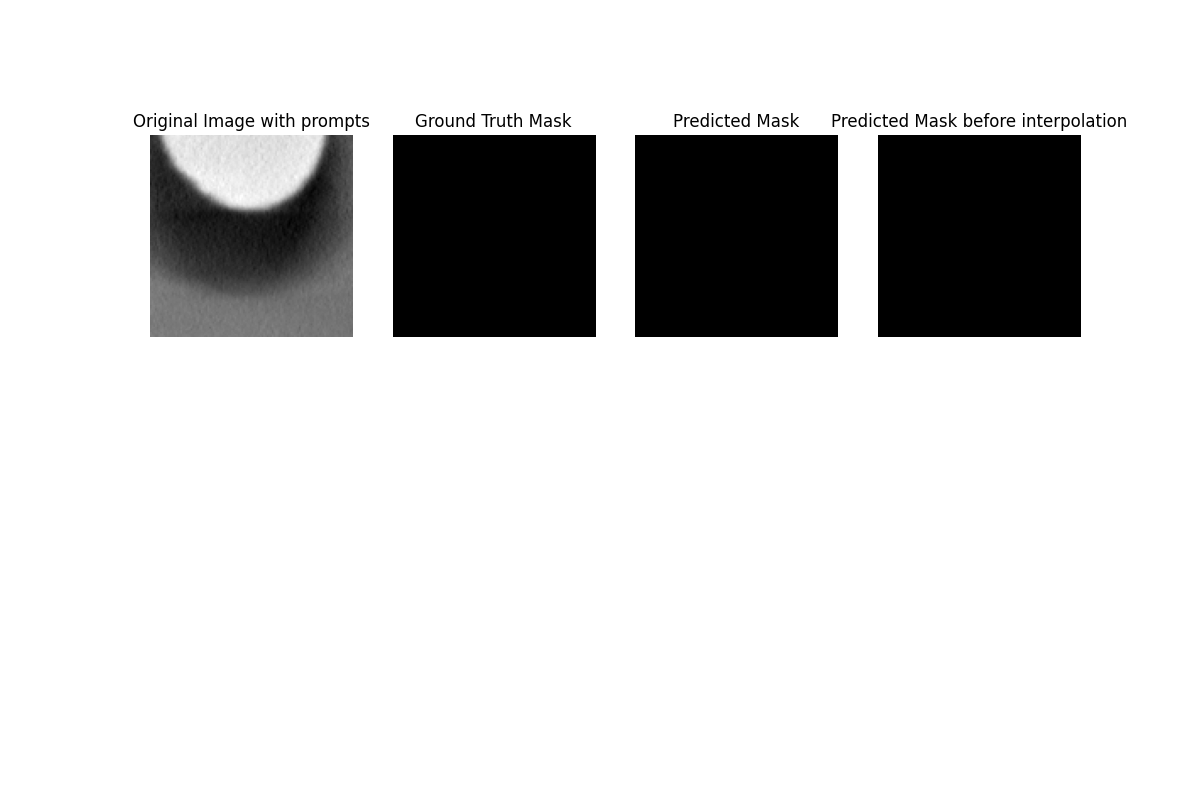 Original Image with prompts
Ground Truth Mask
Predicted Mask
Predicted Mask before interpolation